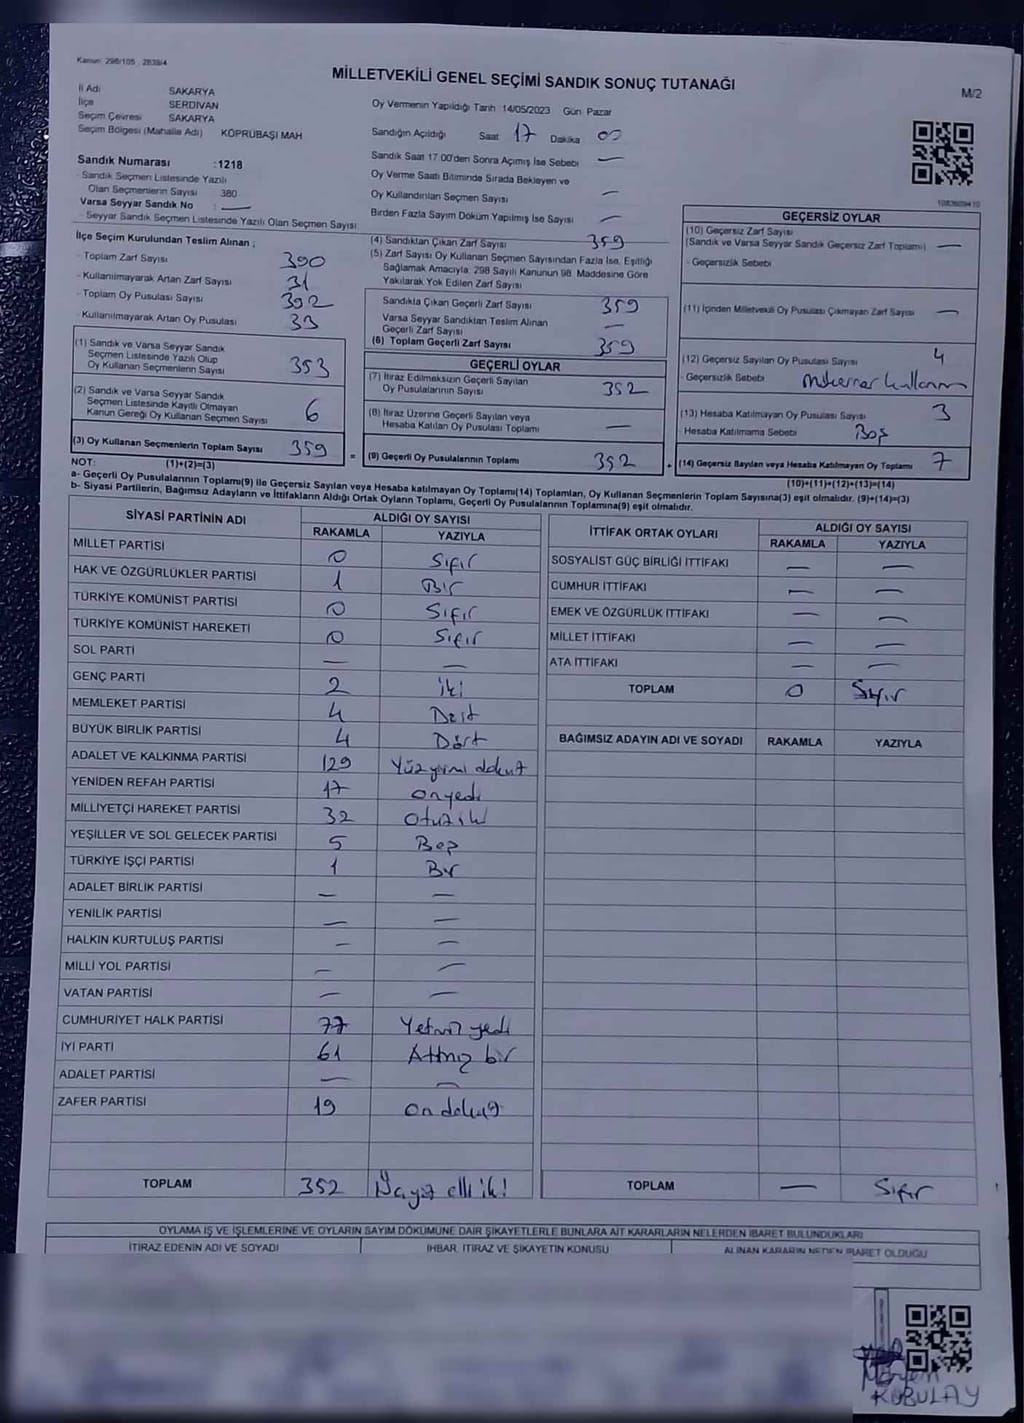 Kanun: 298/105 , 2839/4
MİLLETVEKİLİ GENEL SEÇİMİ SANDIK SONUÇ TUTANAĞI
M/2
İl Adı SAKARYA
İlçe SERDİVAN
Seçim Çevresi SAKARYA
Seçim Bölgesi (Mahalle Adı) KÖPRÜBAŞI MAH
Oy Vermenin Yapıldığı Tarih 14/05/2023 Gün: Pazar
Sandığın Açıldığı Saat 17 Dakika 00
Sandık Saat 17:00'den Sonra Açımış İse Sebebi —
Oy Verme Saati Bitiminde Sırada Bekleyen ve
Oy Kullandırılan Seçmen Sayısı —
Birden Fazla Sayım Döküm Yapılmış İse Sayısı —
Sandık Numarası : 1218
- Sandık Seçmen Listesinde Yazılı
Olan Seçmenlerin Sayısı 380
Varsa Seyyar Sandık No : —
- Seyyar Sandık Seçmen Listesinde Yazılı Olan Seçmen Sayısı:
İlçe Seçim Kurulundan Teslim Alınan ;
- Toplam Zarf Sayısı 390
- Kullanılmayarak Artan Zarf Sayısı 31
- Toplam Oy Pusulası Sayısı 392
- Kullanılmayarak Artan Oy Pusulası 33
(1) Sandık ve Varsa Seyyar Sandık
Seçmen Listesinde Yazılı Olup
Oy Kullanan Seçmenlerin Sayısı 353
(2) Sandık ve Varsa Seyyar Sandık
Seçmen Listesinde Kayıtlı Olmayan
Kanun Gereği Oy Kullanan Seçmen Sayısı 6
(3) Oy Kullanan Seçmenlerin Toplam Sayısı 359 =
(4) Sandıktan Çıkan Zarf Sayısı 359
(5) Zarf Sayısı Oy Kullanan Seçmen Sayısından Fazla İse, Eşitliği
Sağlamak Amacıyla; 298 Sayılı Kanunun 98. Maddesine Göre
Yakılarak Yok Edilen Zarf Sayısı
Sandıkta Çıkan Geçerli Zarf Sayısı 359
Varsa Seyyar Sandıktan Teslim Alınan
Geçerli Zarf Sayısı —
(6) Toplam Geçerli Zarf Sayısı 359
GEÇERLİ OYLAR
(7) İtiraz Edilmeksizin Geçerli Sayılan
Oy Pusulalarının Sayısı 352
(8) İtiraz Üzerine Geçerli Sayılan veya
Hesaba Katılan Oy Pusulası Toplamı —
(9) Geçerli Oy Pusulalarının Toplamı 352 +
GEÇERSİZ OYLAR
(10) Geçersiz Zarf Sayısı
(Sandık ve Varsa Seyyar Sandık Geçersiz Zarf Toplamı) —
- Geçersizlik Sebebi
(11) İçinden Milletvekili Oy Pusulası Çıkmayan Zarf Sayısı —
(12) Geçersiz Sayılan Oy Pusulası Sayısı 4
- Geçersizlik Sebebi
(13) Hesaba Katılmayan Oy Pusulası Sayısı 3
- Hesaba Katılmama Sebebi Boş
(14) Geçersiz Sayılan veya Hesaba Katılmayan Oy Toplamı 7
NOT: (1)+(2)=(3) (10)+(11)+(12)+(13)=(14)
a- Geçerli Oy Pusulalarının Toplamı(9) ile Geçersiz Sayılan veya Hesaba katılmayan Oy Toplamı(14) Toplamları, Oy Kullanan Seçmenlerin Toplam Sayısına(3) eşit olmalıdır. (9)+(14)=(3)
b- Siyasi Partilerin, Bağımsız Adayların ve İttifakların Aldığı Ortak Oyların Toplamı, Geçerli Oy Pusulalarının Toplamına(9) eşit olmalıdır.
SİYASİ PARTİNİN ADI ALDIĞI OY SAYISI
RAKAMLA YAZIYLA
MİLLET PARTİSİ 0 Sıfır
HAK VE ÖZGÜRLÜKLER PARTİSİ 1 Bir
TÜRKİYE KOMÜNİST PARTİSİ 0 Sıfır
TÜRKİYE KOMÜNİST HAREKETİ 0 Sıfır
SOL PARTİ — —
GENÇ PARTİ 2 iki
MEMLEKET PARTİSİ 4 Dört
BÜYÜK BİRLİK PARTİSİ 4 Dört
ADALET VE KALKINMA PARTİSİ 129 Yüzyirmi dokuz
YENİDEN REFAH PARTİSİ 17 onyedi
MİLLİYETÇİ HAREKET PARTİSİ 32 Otuziki
YEŞİLLER VE SOL GELECEK PARTİSİ 5 Beş
TÜRKİYE İŞÇİ PARTİSİ 1 Bir
ADALET BİRLİK PARTİSİ — —
YENİLİK PARTİSİ — —
HALKIN KURTULUŞ PARTİSİ — —
MİLLİ YOL PARTİSİ — —
VATAN PARTİSİ — —
CUMHURİYET HALK PARTİSİ 77 Yetmiş yedi
İYİ PARTİ 61 Altmış bir
ADALET PARTİSİ — —
ZAFER PARTİSİ 19 on dokuz
TOPLAM 352 Üçyüz elli iki
İTTİFAK ORTAK OYLARI ALDIĞI OY SAYISI
RAKAMLA YAZIYLA
SOSYALİST GÜÇ BİRLİĞİ İTTİFAKI — —
CUMHUR İTTİFAKI — —
EMEK VE ÖZGÜRLÜK İTTİFAKI — —
MİLLET İTTİFAKI — —
ATA İTTİFAKI — —
TOPLAM 0 Sıfır
BAĞIMSIZ ADAYIN ADI VE SOYADI RAKAMLA YAZIYLA
TOPLAM — Sıfır
OYLAMA İŞ VE İŞLEMLERİNE VE OYLARIN SAYIM DÖKÜMÜNE DAİR ŞİKAYETLERLE BUNLARA AİT KARARLARIN NELERDEN İBARET BULUNDUKLARI
İTİRAZ EDENİN ADI VE SOYADI İHBAR, İTİRAZ VE ŞİKAYETİN KONUSU ALINAN KARARIN NEDEN İBARET OLDUĞU
KUBULAY